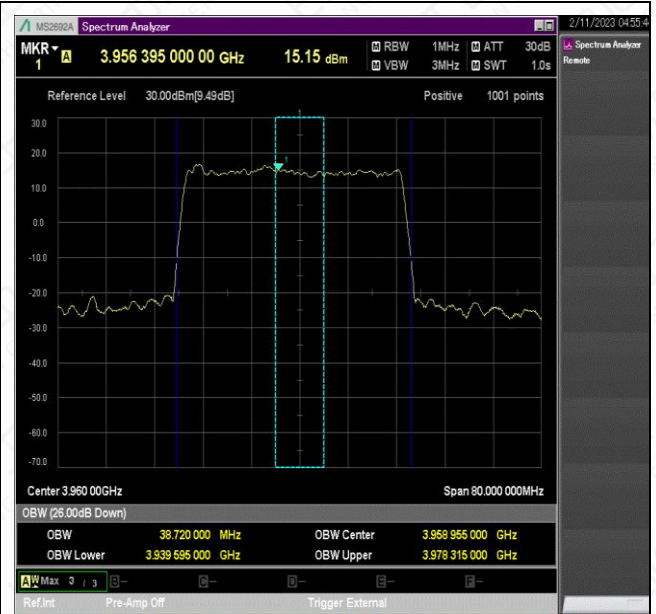 MS2692A Spectrum Analyzer
2/11/2023 04:55:4
MKR 1 A 3.956 395 000 00 GHz 15.15 dBm M RBW 1MHz M ATT 30dB
M VBW 3MHz M SWT 1.0s
Spectrum Analyzer
Remote
Reference Level 30.00dBm[9.49dB] Positive 1001 points
1
30.0
20.0
1
10.0
0.0
-10.0
-20.0
-30.0
-40.0
-50.0
-60.0
-70.0
Center 3.960 00GHz Span 80.000 000MHz
OBW (26.00dB Down)
OBW 38.720 000 MHz OBW Center 3.958 955 000 GHz
OBW Lower 3.939 595 000 GHz OBW Upper 3.978 315 000 GHz
A W Max 3 / 3 B- C- D- E- F-
Ref.Int Pre-Amp Off Trigger External